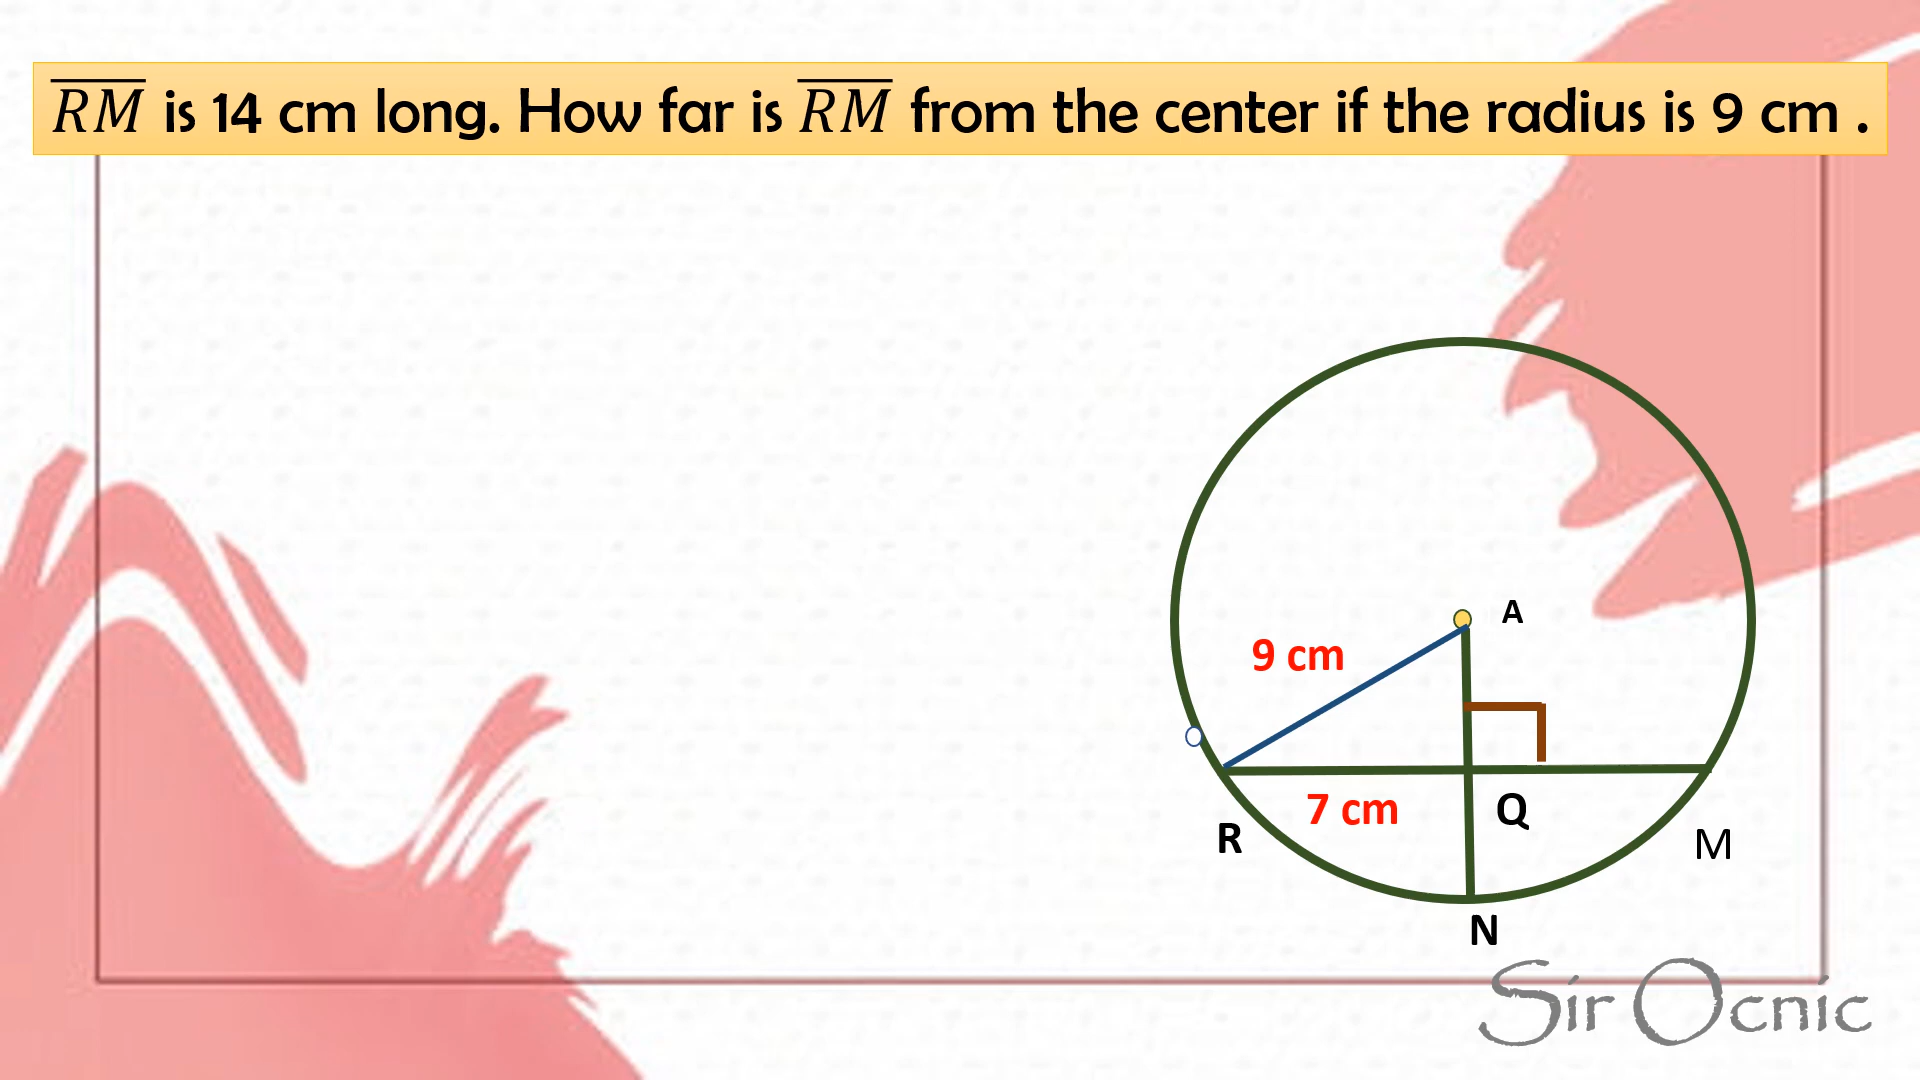 RM is 14 cm long. How far is RM from the center if the radius is 9 cm .
A
9 cm
7 cm
Q
R
M
N
Sir Ocnic